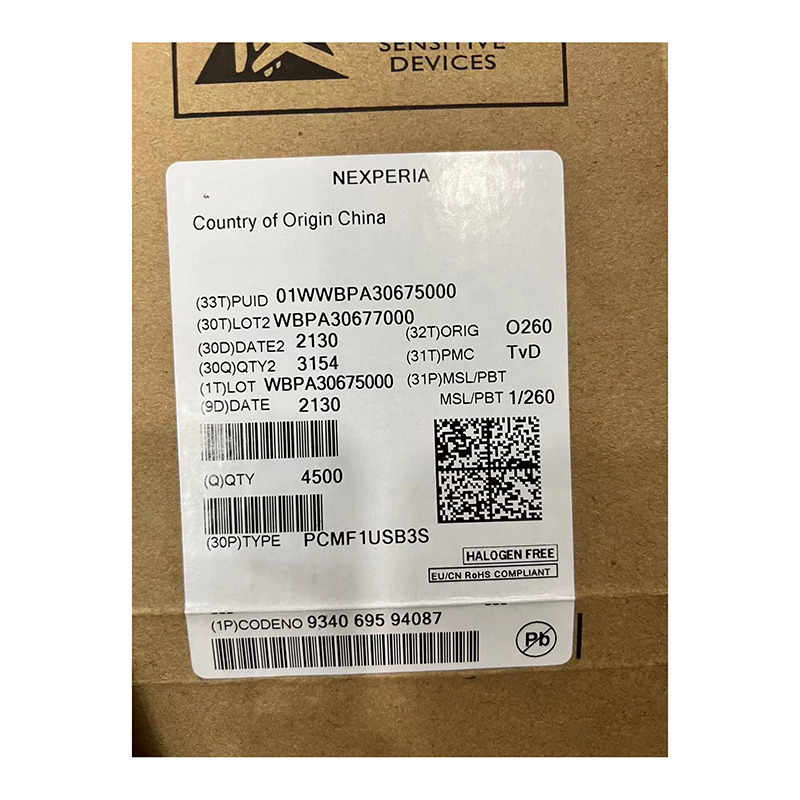 SENSITIVE
DEVICES
NEXPERIA
Country of Origin China
(33T)PUID 01WWBPA30675000
(30T)LOT2 WBPA30677000
(30D)DATE2 2130
(32T)ORIG O260
(30Q)QTY2 3154
(31T)PMC TvD
(1T)LOT WBPA30675000
(31P)MSL/PBT
(9D)DATE 2130
MSL/PBT 1/260
(Q)QTY 4500
(30P)TYPE PCMF1USB3S
HALOGEN FREE
EU/CN RoHS COMPLIANT
(1P)CODENO 9340 695 94087
Pb